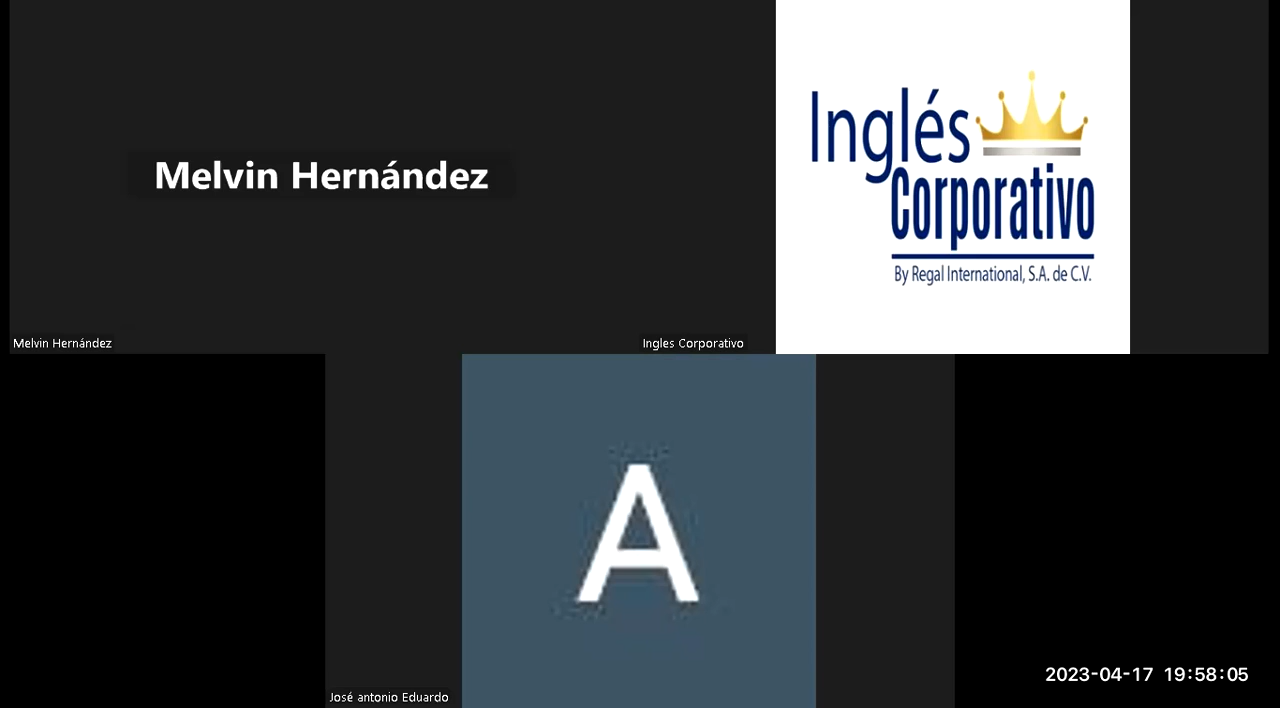 Melvin Hernández
Melvin Hernández
Inglés
Corporativo
By Regal International, S.A. de C.V.
Ingles Corporativo
A
José antonio Eduardo
2023-04-17 19:58:05